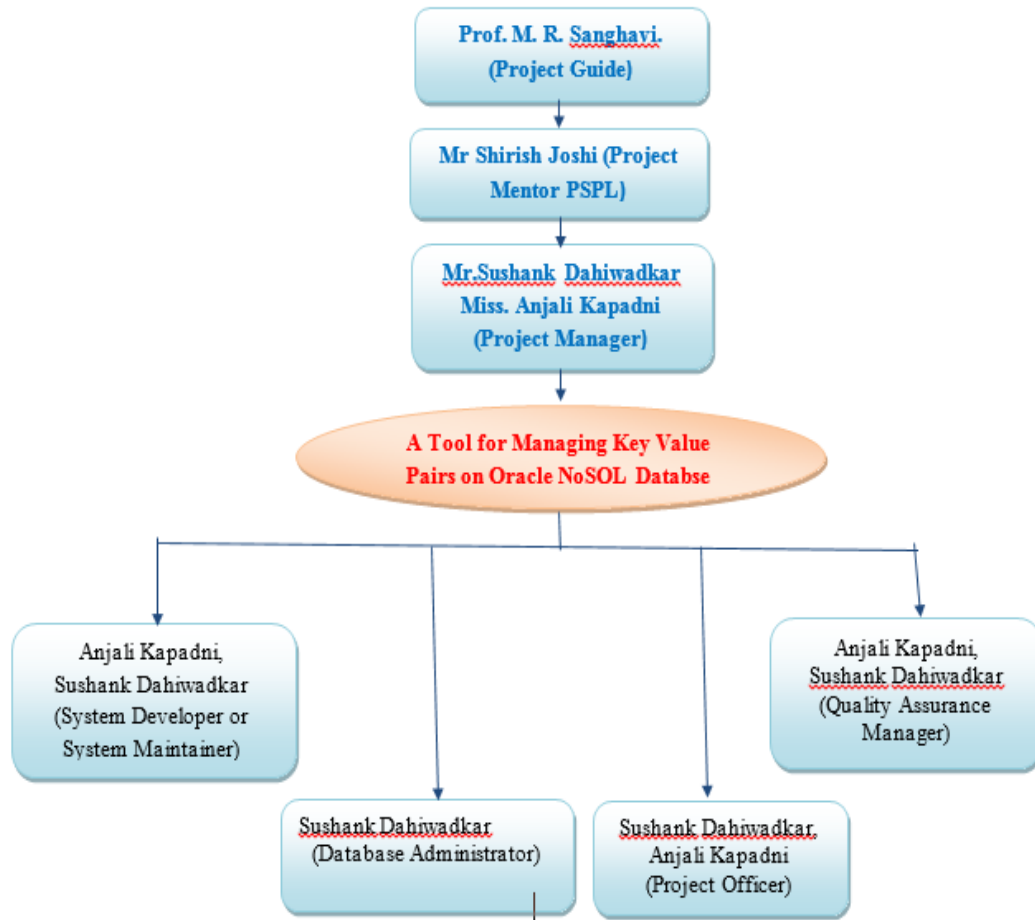 Prof. M. R. Sanghavi.
(Project Guide)
Mr Shirish Joshi (Project
Mentor PSPL)
Mr.Sushank Dahiwadkar
Miss. Anjali Kapadni
(Project Manager)
A Tool for Managing Key Value
Pairs on Oracle NoSOL Databse
Anjali Kapadni,
Sushank Dahiwadkar
(System Developer or
System Maintainer)
Anjali Kapadni,
Sushank Dahiwadkar
(Quality Assurance
Manager)
Sushank Dahiwadkar
(Database Administrator)
Sushank Dahiwadkar,
Anjali Kapadni
(Project Officer)